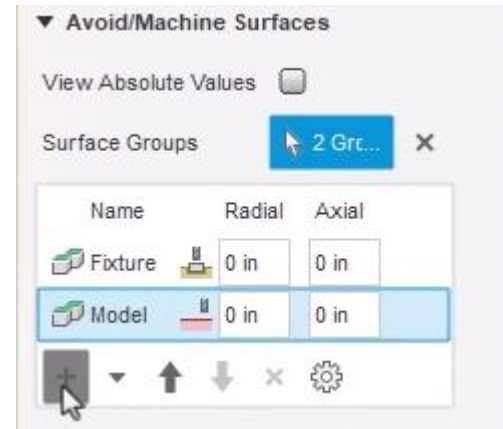 Avoid/Machine Surfaces
View Absolute Values
Surface Groups 2 Grc...
Name Radial Axial
Fixture 0 in 0 in
Model 0 in 0 in